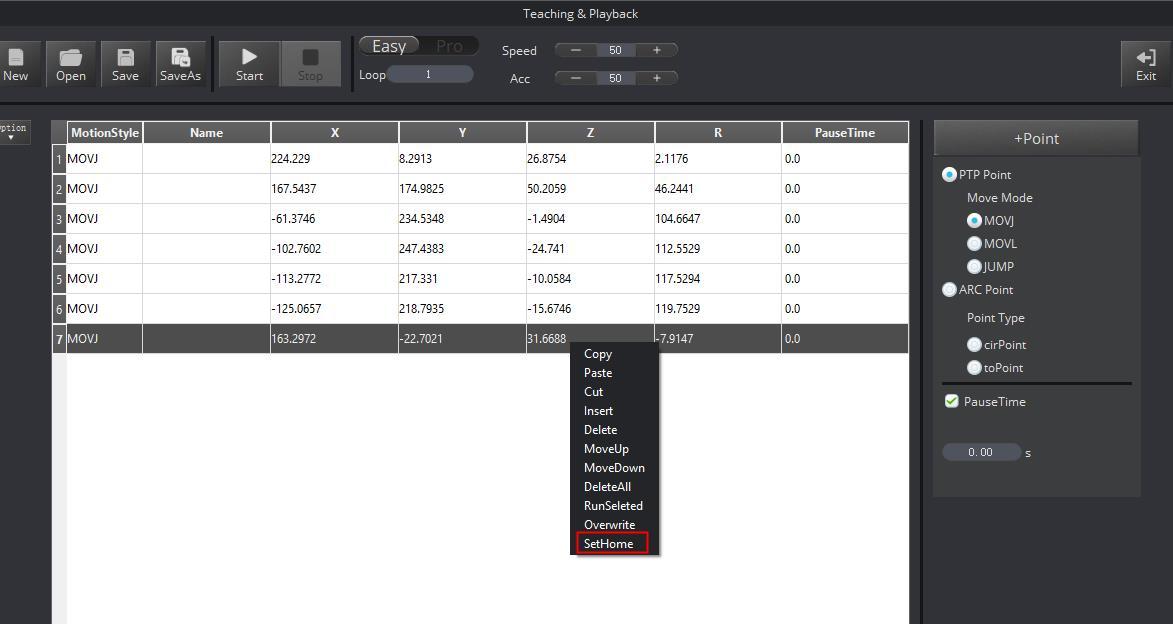 Teaching & Playback
New Open Save SaveAs Start Stop Easy Pro Speed 50 Exit
Loop 1 Acc 50
MotionStyle Name X Y Z R PauseTime
1 MOVJ 224.229 8.2913 26.8754 2.1176 0.0
2 MOVJ 167.5437 174.9825 50.2059 46.2441 0.0
3 MOVJ -61.3746 234.5348 -1.4904 104.6647 0.0
4 MOVJ -102.7602 247.4383 -24.741 112.5529 0.0
5 MOVJ -113.2772 217.331 -10.0584 117.5294 0.0
6 MOVJ -125.0657 218.7935 -15.6746 119.7529 0.0
7 MOVJ 163.2972 -22.7021 31.6688 -7.9147 0.0
Copy
Paste
Cut
Insert
Delete
MoveUp
MoveDown
DeleteAll
RunSeleted
Overwrite
SetHome
+Point
PTP Point
Move Mode
MOVJ
MOVL
JUMP
ARC Point
Point Type
cirPoint
toPoint
PauseTime
0.00 s